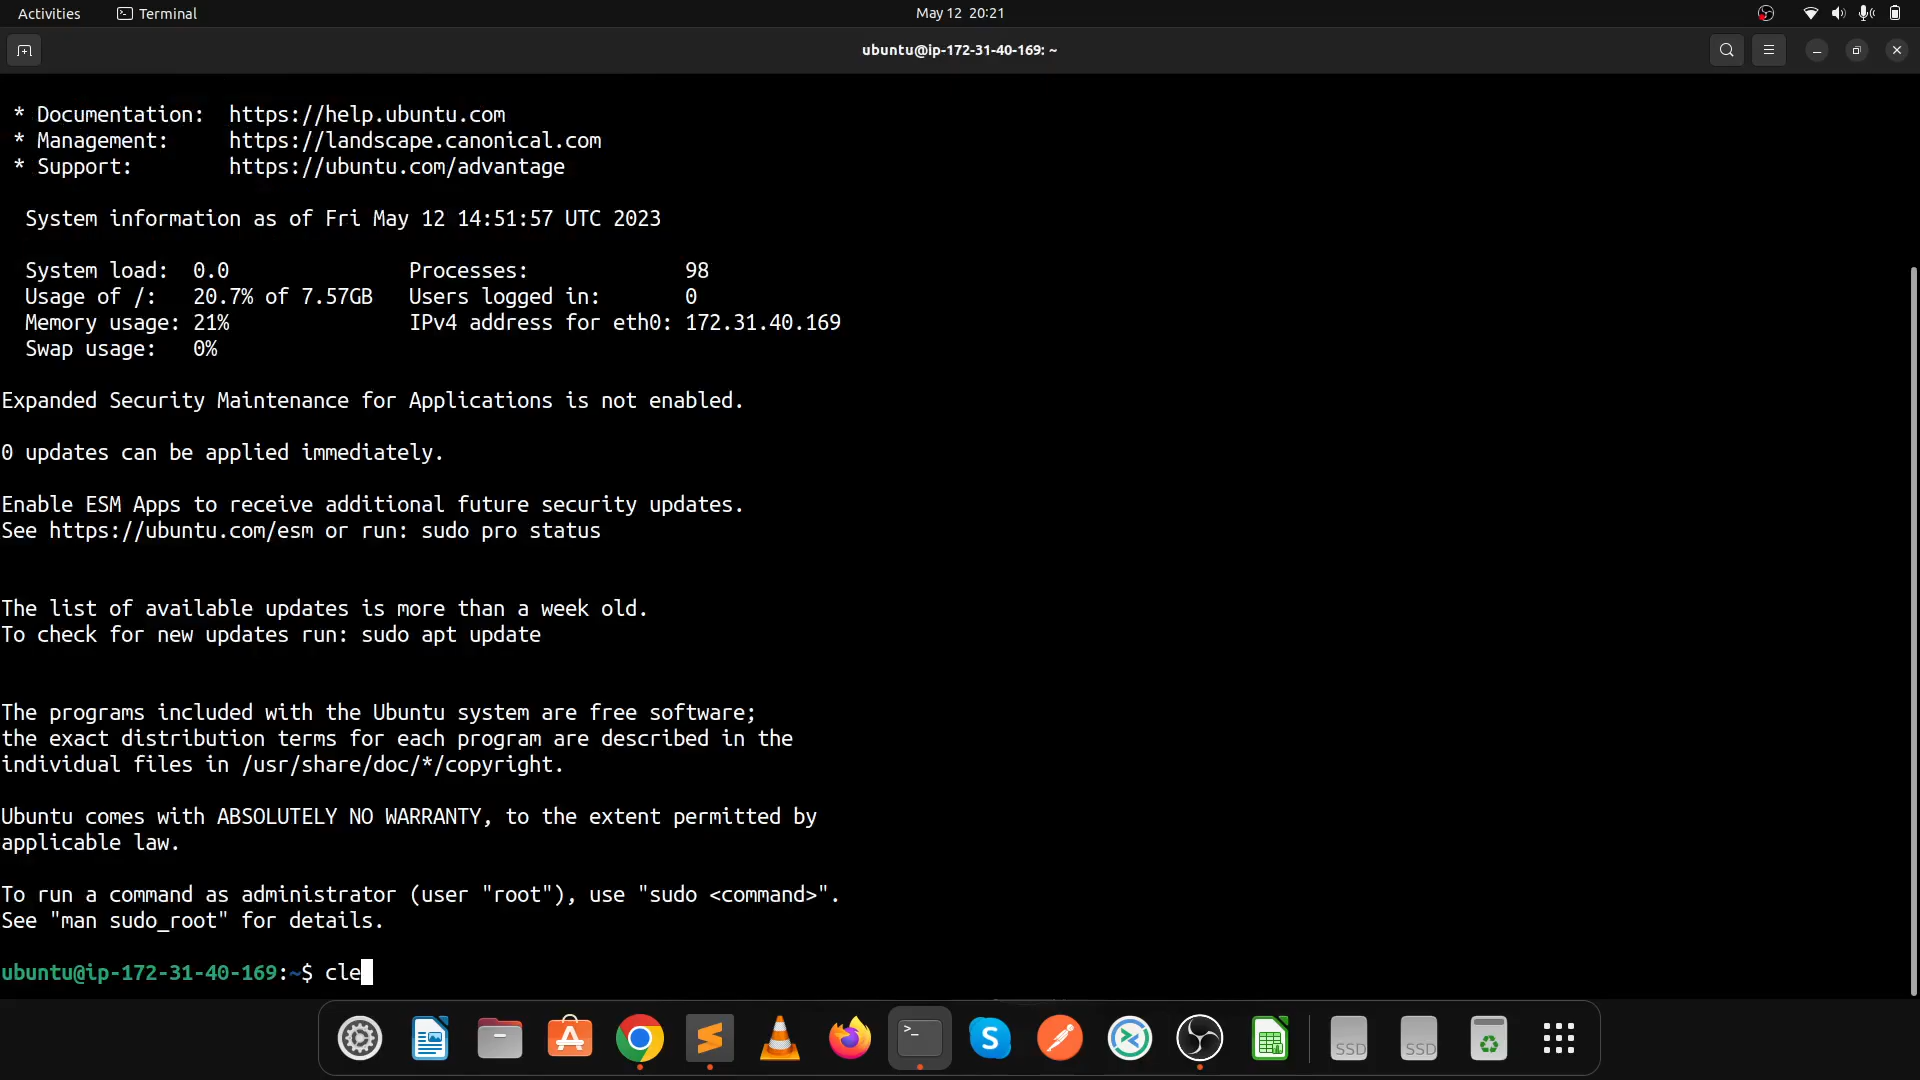 Activities
Terminal
May 12 20:21
ubuntu@ip-172-31-40-169: ~
* Documentation: https://help.ubuntu.com
* Management: https://landscape.canonical.com
* Support: https://ubuntu.com/advantage
System information as of Fri May 12 14:51:57 UTC 2023
System load: 0.0 Processes: 98
Usage of /: 20.7% of 7.57GB Users logged in: 0
Memory usage: 21% IPv4 address for eth0: 172.31.40.169
Swap usage: 0%
Expanded Security Maintenance for Applications is not enabled.
0 updates can be applied immediately.
Enable ESM Apps to receive additional future security updates.
See https://ubuntu.com/esm or run: sudo pro status
The list of available updates is more than a week old.
To check for new updates run: sudo apt update
The programs included with the Ubuntu system are free software;
the exact distribution terms for each program are described in the
individual files in /usr/share/doc/*/copyright.
Ubuntu comes with ABSOLUTELY NO WARRANTY, to the extent permitted by
applicable law.
To run a command as administrator (user "root"), use "sudo <command>".
See "man sudo_root" for details.
ubuntu@ip-172-31-40-169:~$ cle
SSD
SSD